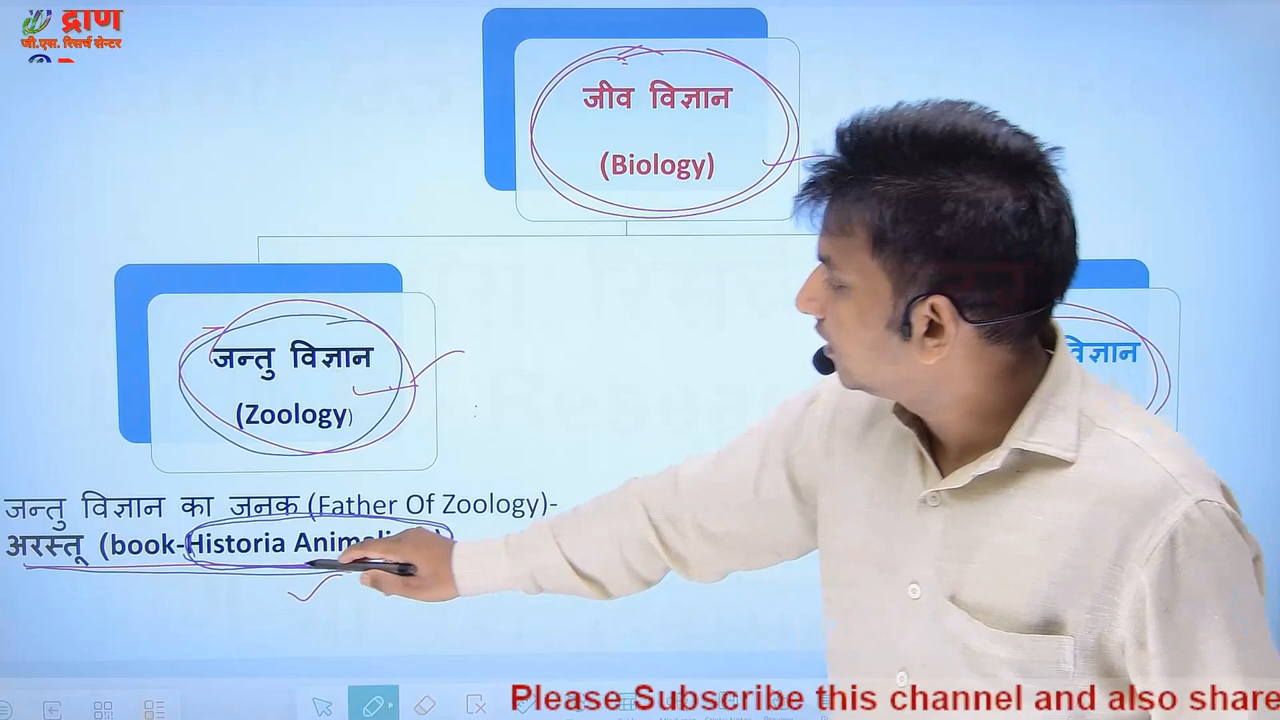 द्राण
जी.एस. रिसर्च सेन्टर
जीव विज्ञान
(Biology)
जन्तु विज्ञान
(Zoology)
विज्ञान
जन्तु विज्ञान का जनक (Father Of Zoology)-
अरस्तू (book-Historia
Please Subscribe this channel and also share